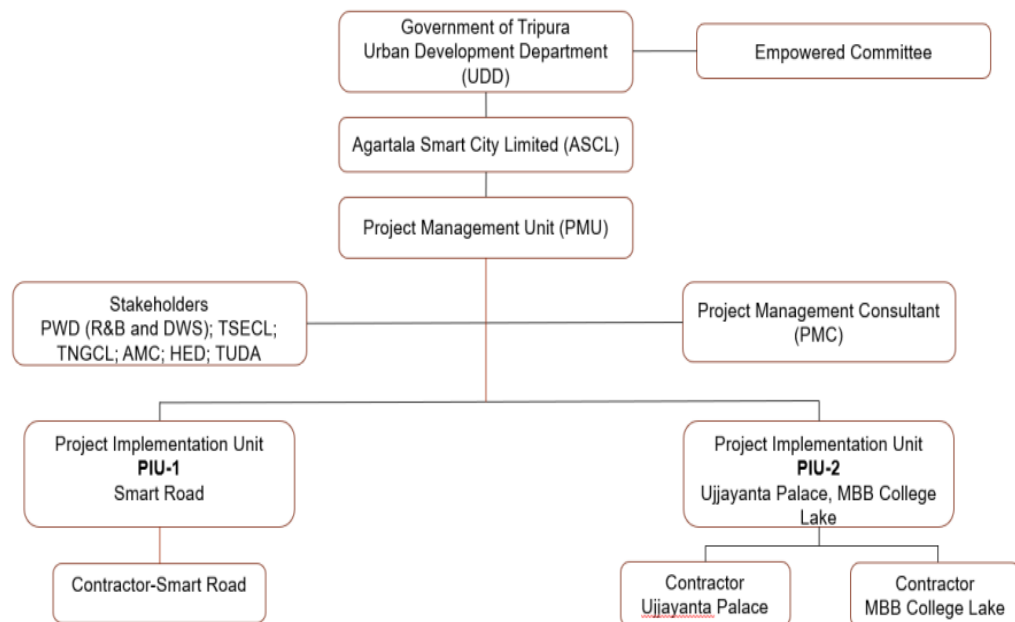 Government of Tripura
Urban Development Department
(UDD)
Empowered Committee
Agartala Smart City Limited (ASCL)
Project Management Unit (PMU)
Stakeholders
PWD (R&B and DWS); TSECL;
TNGCL; AMC; HED; TUDA
Project Management Consultant
(PMC)
Project Implementation Unit
PIU-1
Smart Road
Project Implementation Unit
PIU-2
Ujjayanta Palace, MBB College
Lake
Contractor-Smart Road
Contractor
Ujjayanta Palace
Contractor
MBB College Lake